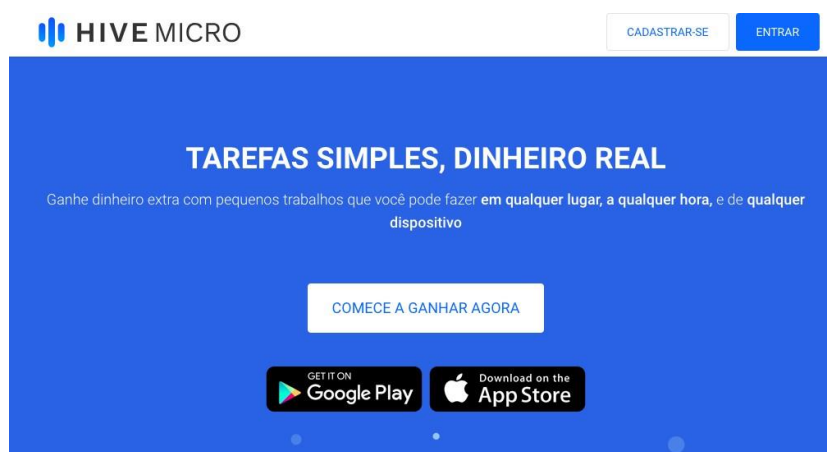 HIVE MICRO
CADASTRAR-SE
ENTRAR
TAREFAS SIMPLES, DINHEIRO REAL
Ganhe dinheiro extra com pequenos trabalhos que você pode fazer em qualquer lugar, a qualquer hora, e de qualquer
dispositivo
COMECE A GANHAR AGORA
GET IT ON
Google Play
Download on the
App Store